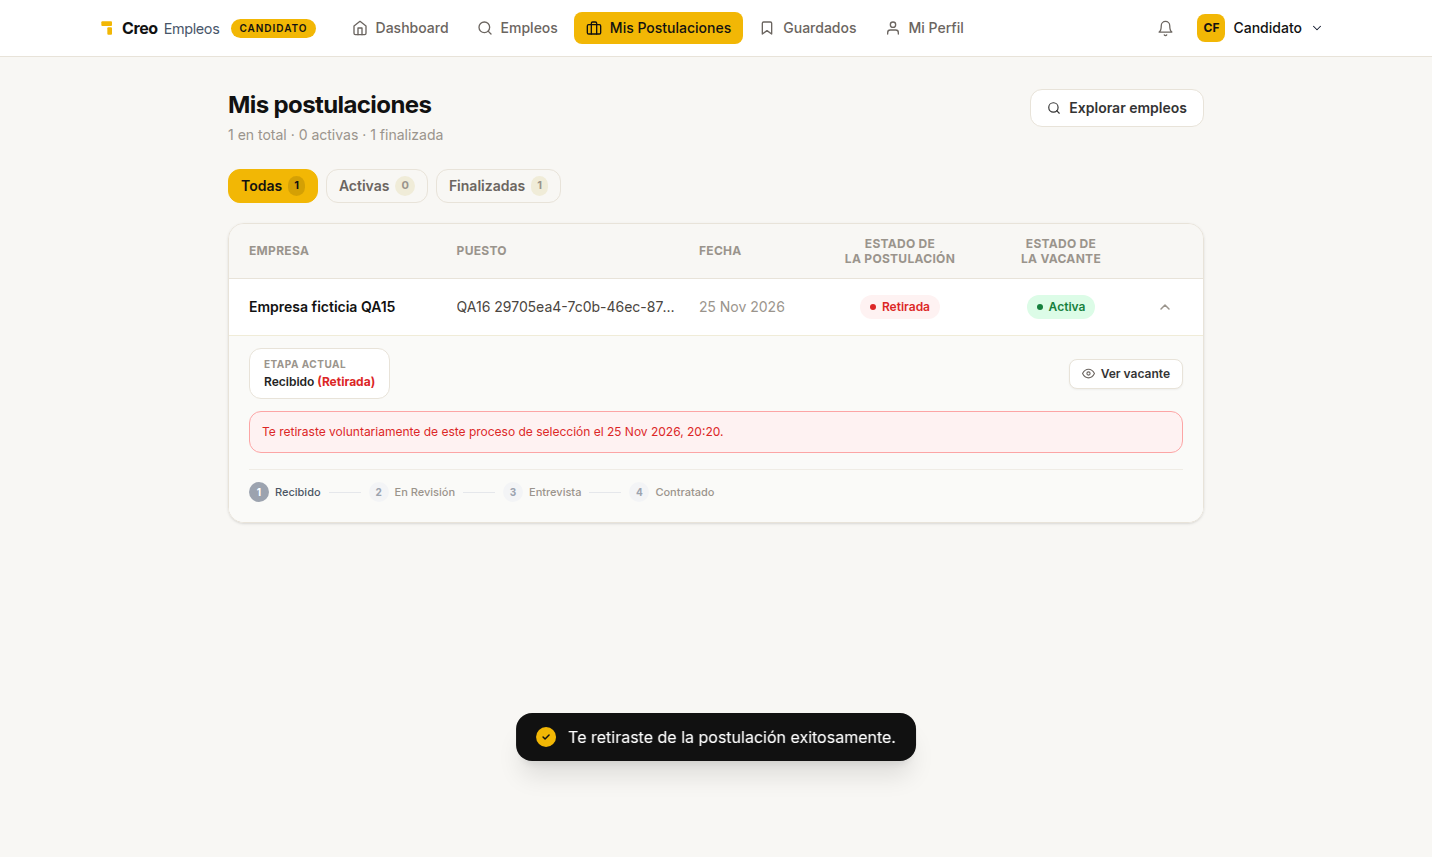 Creo Empleos CANDIDATO Dashboard Empleos Mis Postulaciones Guardados Mi Perfil CF Candidato
Mis postulaciones
1 en total · 0 activas · 1 finalizada
Explorar empleos
Todas 1 Activas 0 Finalizadas 1
EMPRESA PUESTO FECHA ESTADO DE LA POSTULACIÓN ESTADO DE LA VACANTE
Empresa ficticia QA15 QA16 29705ea4-7c0b-46ec-87... 25 Nov 2026 Retirada Activa
ETAPA ACTUAL
Recibido (Retirada)
Ver vacante
Te retiraste voluntariamente de este proceso de selección el 25 Nov 2026, 20:20.
1 Recibido 2 En Revisión 3 Entrevista 4 Contratado
Te retiraste de la postulación exitosamente.